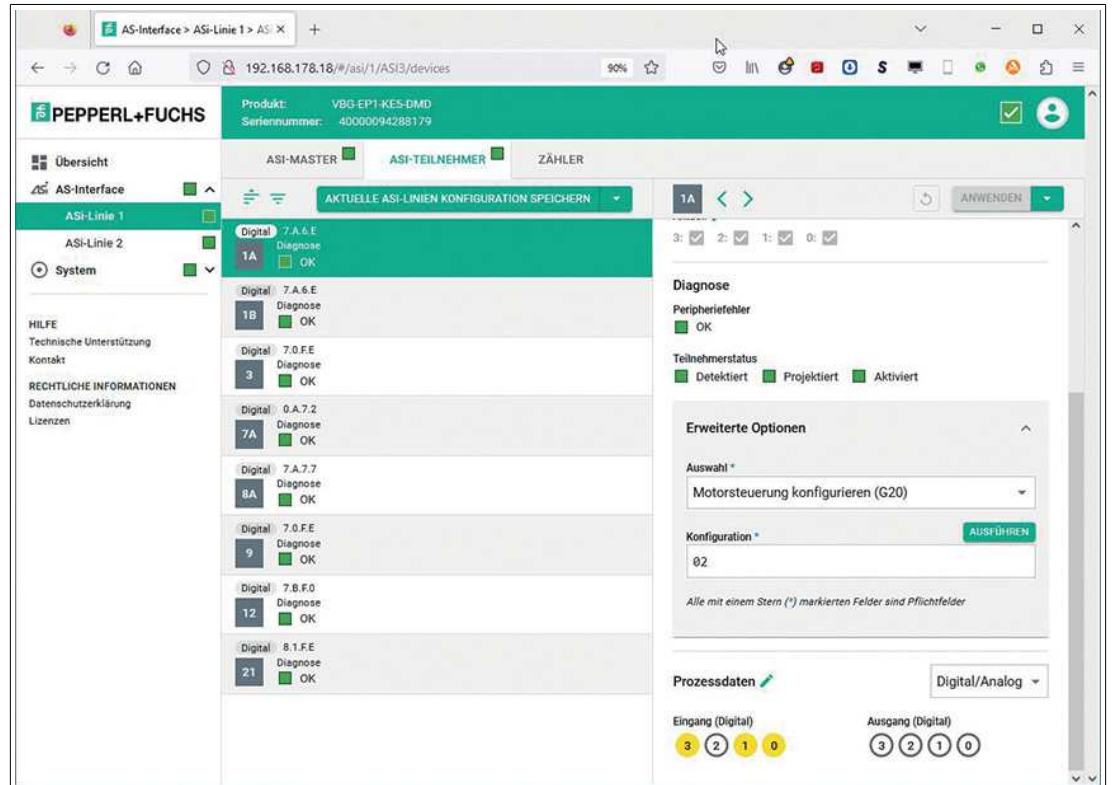 AS-Interface > ASi-Linie 1 > AS
192.168.178.18/#/asi/1/ASI3/devices
90%
PEPPERL+FUCHS
Produkt: VBG-EP1-KE5-DMD
Seriennummer: 40000094288179
Übersicht
AS-Interface
ASi-Linie 1
ASi-Linie 2
System
HILFE
Technische Unterstützung
Kontakt
RECHTLICHE INFORMATIONEN
Datenschutzerklärung
Lizenzen
ASI-MASTER
ASI-TEILNEHMER
ZÄHLER
AKTUELLE ASI-LINIEN KONFIGURATION SPEICHERN
Digital 7.A.6.E
Diagnose
1A
OK
Digital 7.A.6.E
Diagnose
1B
OK
Digital 7.0.F.E
Diagnose
3
OK
Digital 0.A.7.2
Diagnose
7A
OK
Digital 7.A.7.7
Diagnose
8A
OK
Digital 7.0.F.E
Diagnose
9
OK
Digital 7.B.F.0
Diagnose
12
OK
Digital 8.1.F.E
Diagnose
21
OK
1A
ANWENDEN
3: 2: 1: 0:
Diagnose
Peripheriefehler
OK
Teilnehmerstatus
Detektiert Projektiert Aktiviert
Erweiterte Optionen
Auswahl *
Motorsteuerung konfigurieren (G20)
Konfiguration *
AUSFÜHREN
02
Alle mit einem Stern (*) markierten Felder sind Pflichtfelder
Prozessdaten
Digital/Analog
Eingang (Digital)
3 2 1 0
Ausgang (Digital)
3 2 1 0